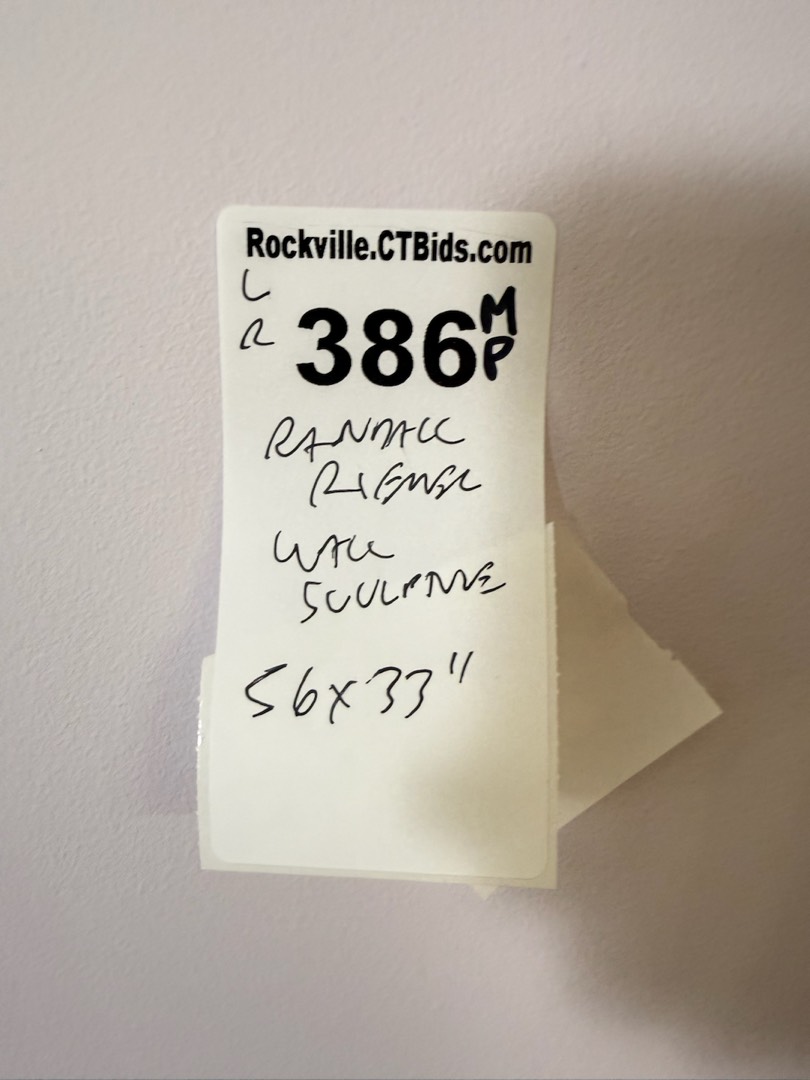 Rockville.CTBids.com
L
R 386 MP
RANDALL
WALL
SCULPTURE
56x33"